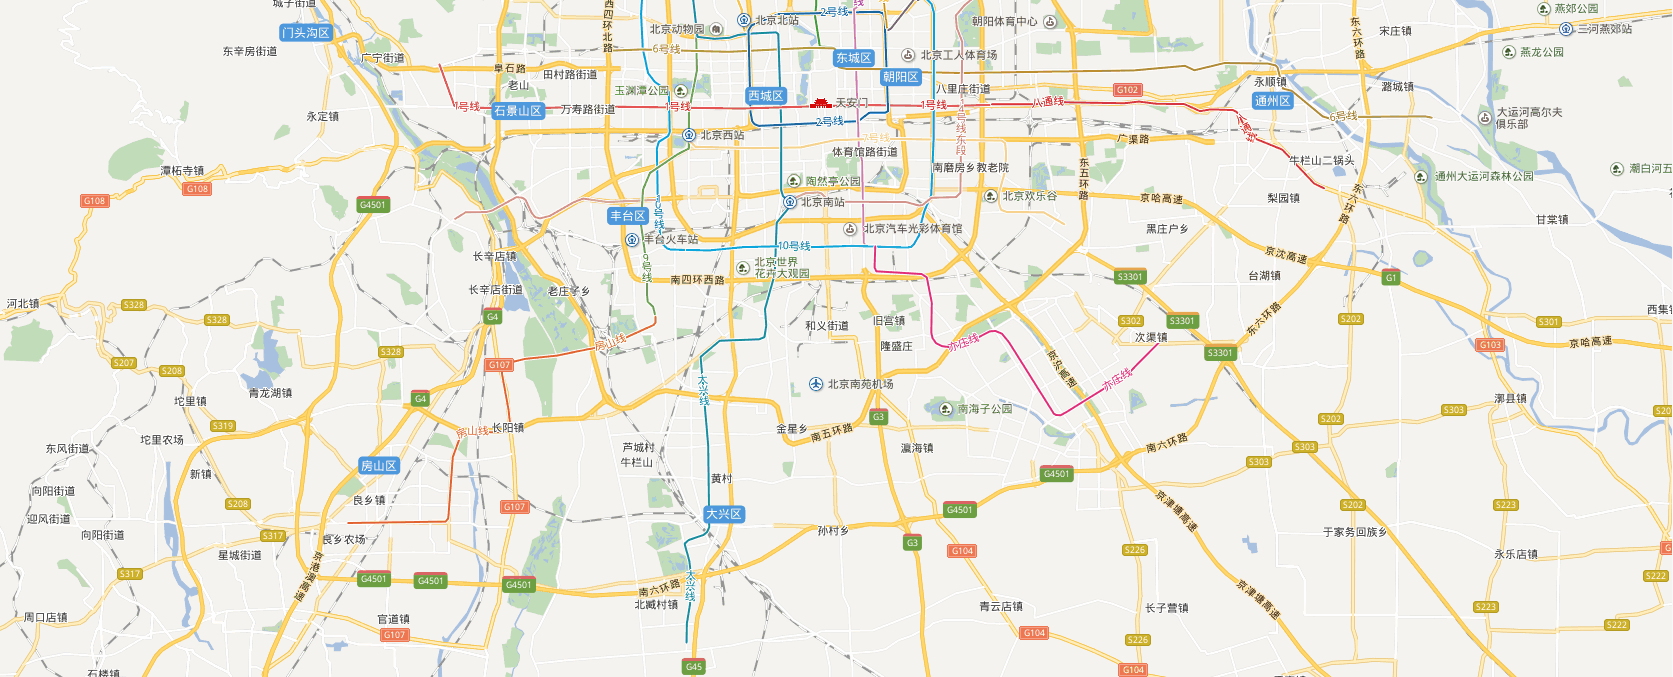 城子街道
门头沟区
东辛房街道
广宁街道
西四环北路
北京动物园
北京北站
2号线
朝阳体育中心
东六环路
宋庄镇
燕郊公园
三河燕郊站
燕龙公园
6号线
东城区
北京工人体育场
朝阳区
阜石路
老山
田村路街道
玉渊潭公园
西城区
天安门
八里庄街道
G102
永顺镇
通州区
潞城镇
1号线
石景山区
万寿路街道
1号线
1号线
八通线
八通线
6号线
大运河高尔夫
俱乐部
永定镇
2号线
北京西站
7号线
14号线东段
广渠路
体育馆路街道
南磨房乡教老院
东五环路
牛栏山二锅头
潭柘寺镇
G108
G108
G4501
陶然亭公园
北京欢乐谷
京哈高速
梨园镇
东六环路
通州大运河森林公园
潮白河五
甘棠镇
丰台区
10号线
北京南站
北京汽车光彩体育馆
黑庄户乡
丰台火车站
10号线
京沈高速
长辛店镇
9号线
北京世界
花卉大观园
南四环西路
S3301
台湖镇
G1
长辛店街道
老庄子乡
河北镇
S328
S328
G4
和义街道
旧宫镇
S302
S3301
东六环路
S202
S301
西集镇
房山线
隆盛庄
亦庄线
次渠镇
G103
京哈高速
S207
S208
S328
G107
京沪高速
S3301
亦庄线
大兴线
北京南苑机场
青龙湖镇
坨里镇
G4
南海子公园
漷县镇
S319
房山线
长阳镇
金星乡
南五环路
G3
S202
S303
S20
坨里农场
东风街道
芦城村
牛栏山
瀛海镇
南六环路
S303
S303
房山区
新镇
黄村
G4501
向阳街道
S208
良乡镇
G107
大兴区
G4501
京津塘高速
S202
S223
迎风街道
向阳街道
S317
良乡农场
孙村乡
G3
G104
S226
于家务回族乡
永乐店镇
星城街道
S317
京港澳高速
G4501
G4501
G4501
南六环路
大兴线
京津塘高速
S222
北臧村镇
周口店镇
官道镇
G107
青云店镇
G104
长子营镇
S226
S223
S222
石楼镇
G45
G104